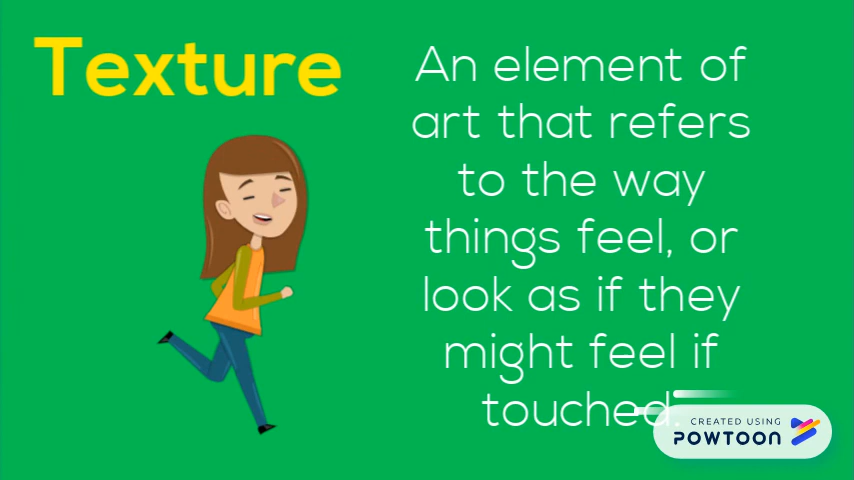 Texture
An element of
art that refers
to the way
things feel, or
look as if they
might feel if
touched.
CREATED USING
POWTOON